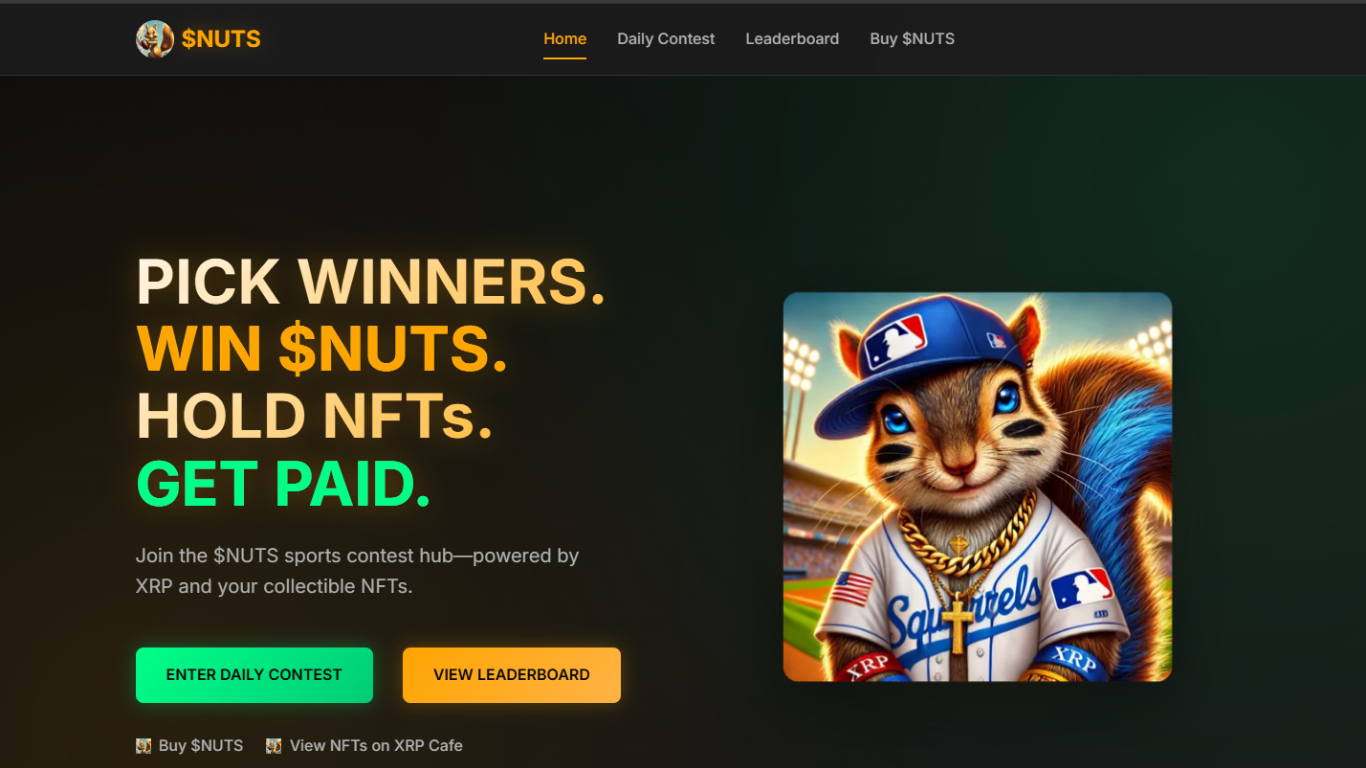 $NUTS
Home
Daily Contest
Leaderboard
Buy $NUTS
PICK WINNERS.
WIN $NUTS.
HOLD NFTs.
GET PAID.
Join the $NUTS sports contest hub—powered by
XRP and your collectible NFTs.
Squirrels
XRP
XRP
ENTER DAILY CONTEST
VIEW LEADERBOARD
Buy $NUTS
View NFTs on XRP Cafe